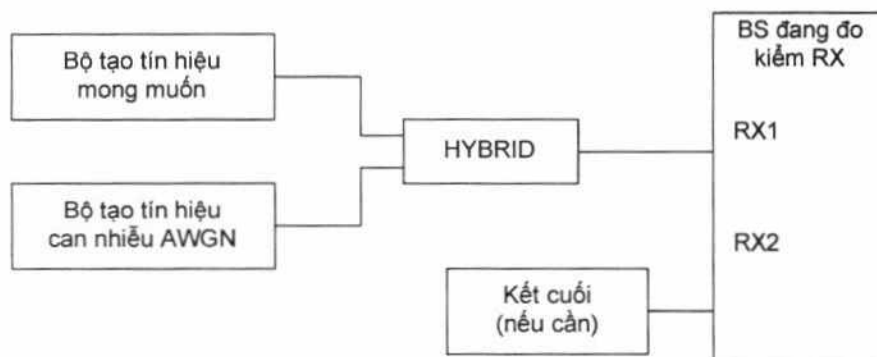 Bộ tạo tín hiệu
mong muốn
Bộ tạo tín hiệu
can nhiễu AWGN
HYBRID
Kết cuối
(nếu cần)
BS đang đo
kiểm RX
RX1
RX2